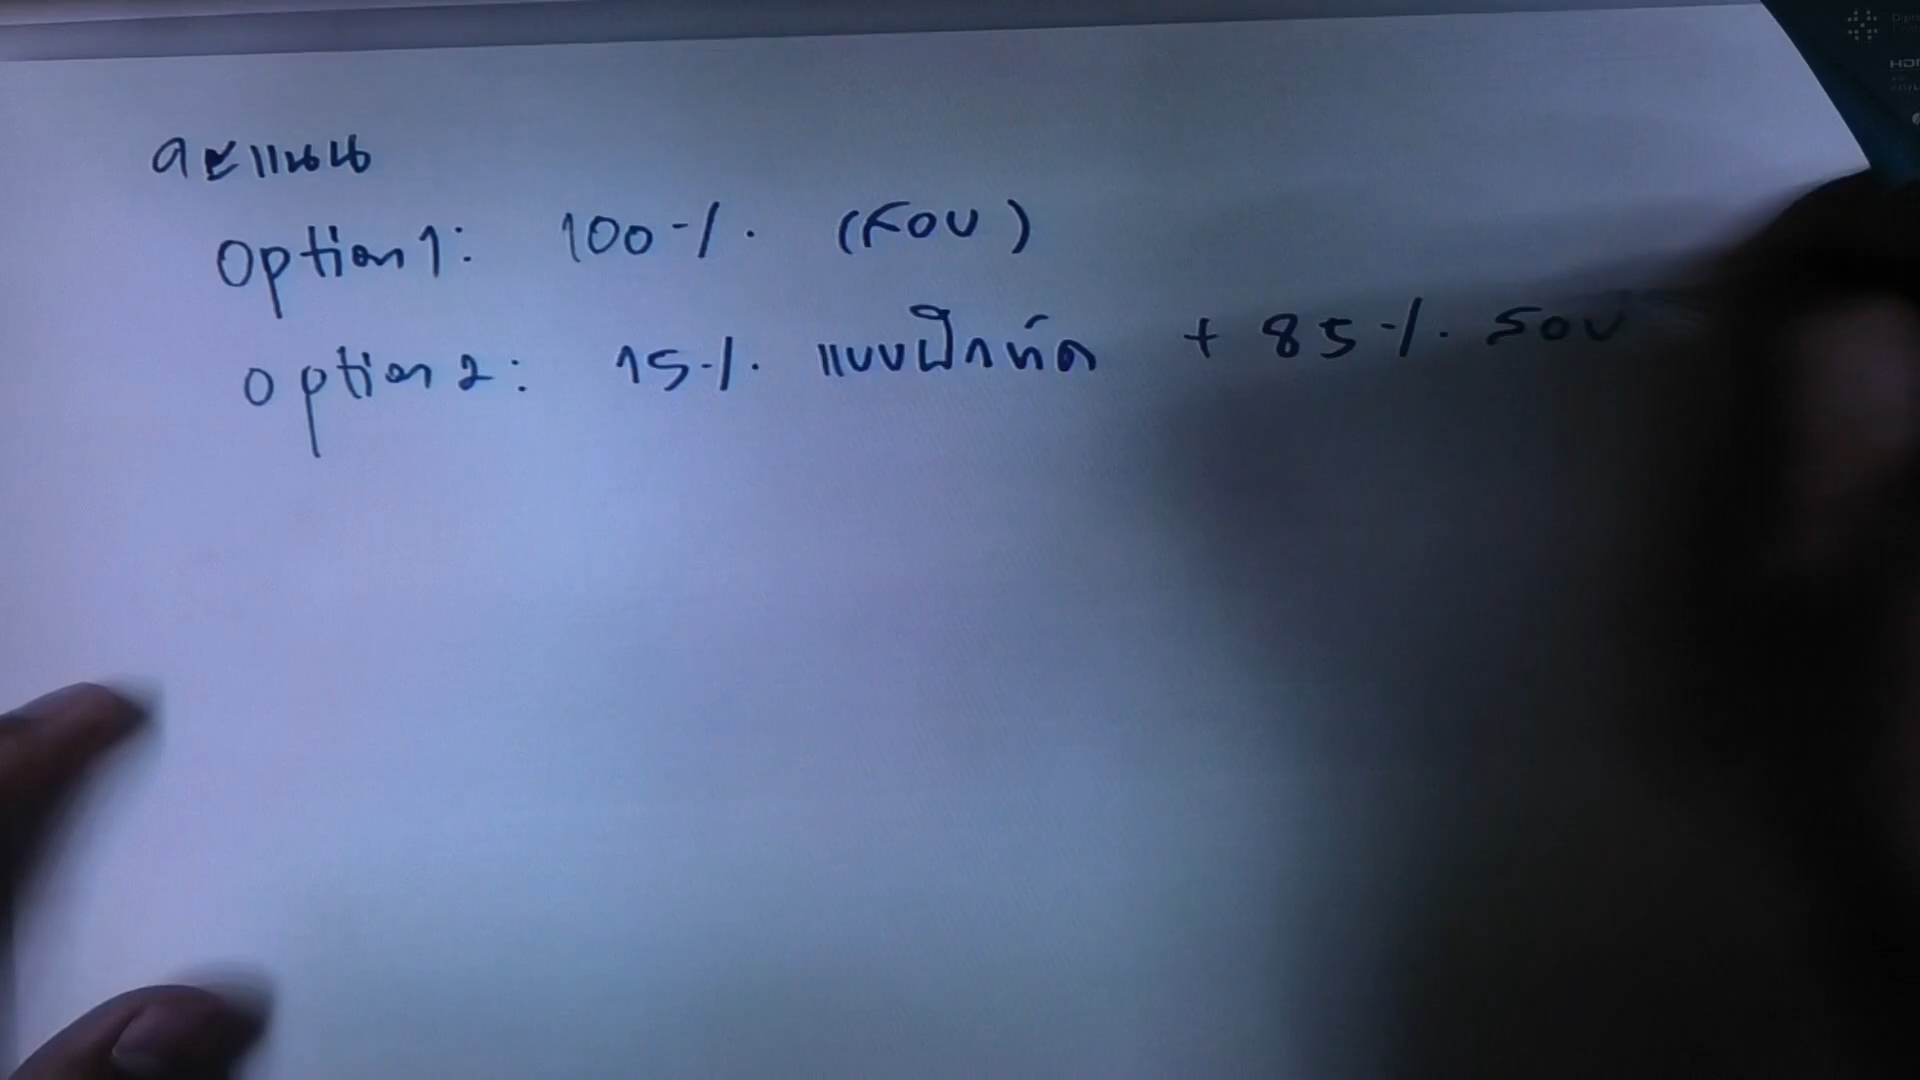 คะแนน
Option 1: 100 % (สอบ)
Option 2: 15 % แบบฝึกหัด + 85 % สอบ
HDMI